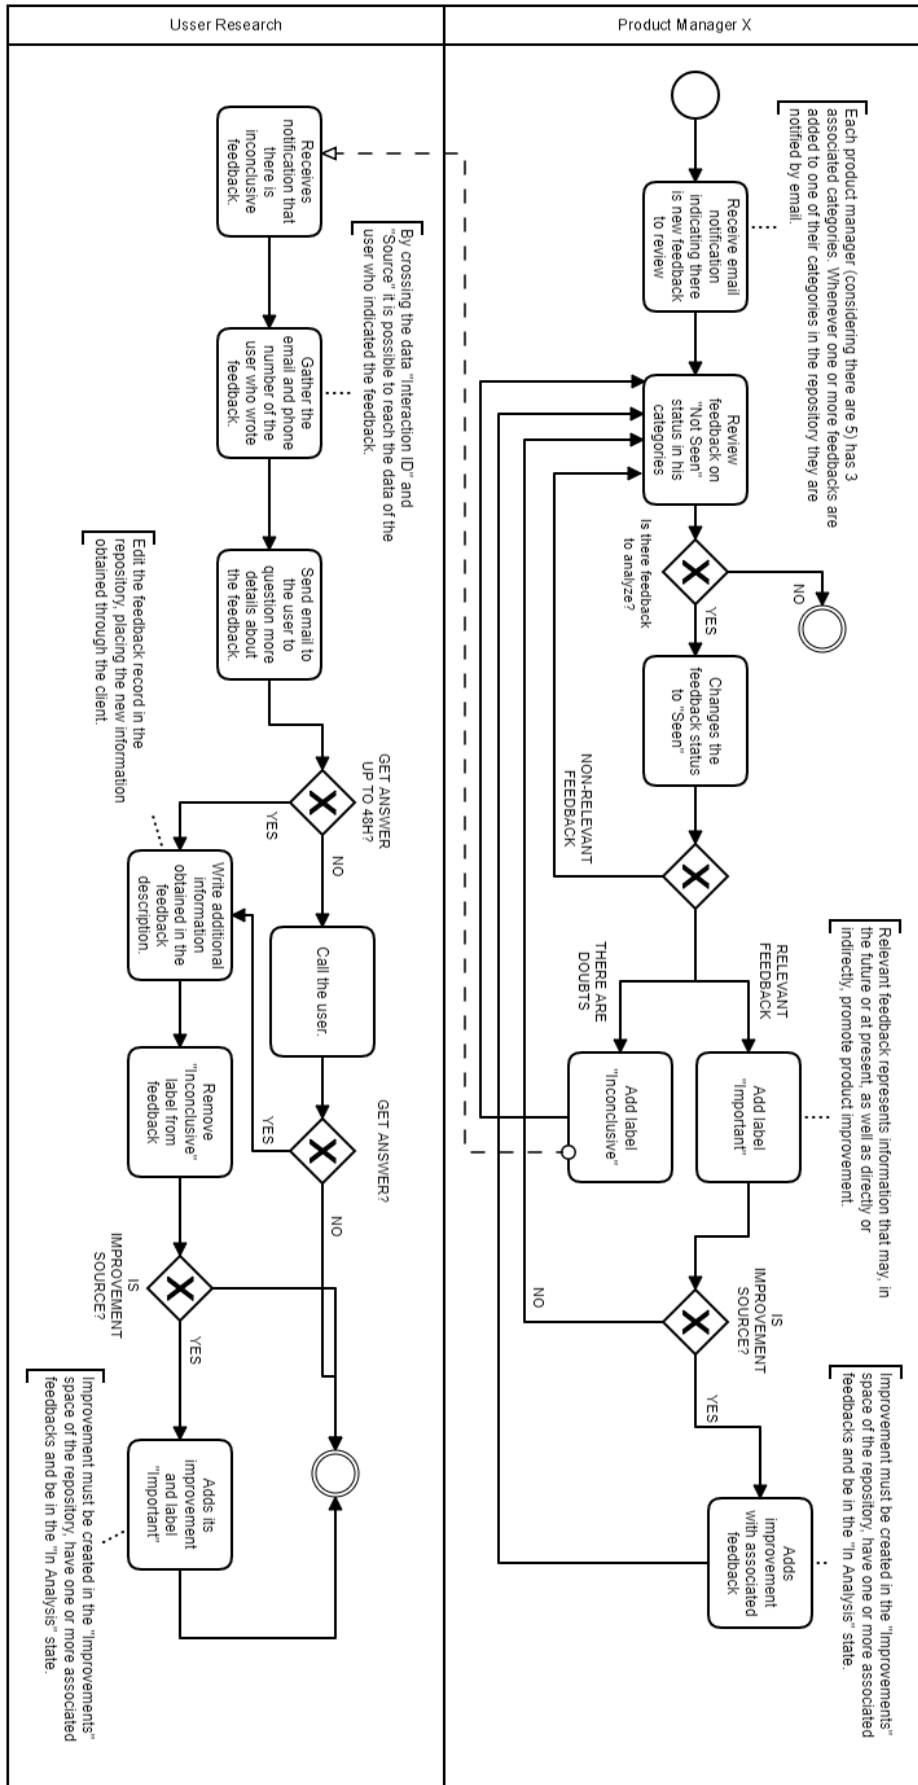 Usser Research
Product Manager X
Each product manager (considering there are 5) has 3
associated categories. Whenever one or more feedbacks are
added to one of their categories in the repository they are
notified by email.
Receive email
notification
indicating there
is new feedback
to review
Review
feedback on
"Not Seen"
status in his
categories
Is there feedback
to analyze?
NO
YES
Changes the
feedback status
to "Seen"
NON-RELEVANT
FEEDBACK
RELEVANT
FEEDBACK
THERE ARE
DOUBTS
Relevant feedback represents information that may, in
the future or at present, as well as directly or
indirectly, promote product improvement.
Add label
"Important"
Add label
"Inconclusive"
IS
IMPROVEMENT
SOURCE?
NO
YES
Improvement must be created in the "Improvements"
space of the repository, have one or more associated
feedbacks and be in the "In Analysis" state.
Adds
improvement
with associated
feedback
Receives
notification that
there is
inconclusive
feedback.
By crossing the data "Interaction ID" and
"Source" it is possible to reach the data of the
user who indicated the feedback.
Gather the
email and phone
number of the
user who wrote
feedback.
Send email to
the user to
question more
details about
the feedback.
Edit the feedback record in the
repository, placing the new information
obtained through the client.
GET ANSWER
UP TO 48H?
YES
NO
Call the user.
Write additional
information
obtained in the
feedback
description.
GET ANSWER?
YES
NO
Remove
"Inconclusive"
label from
feedback
IS
IMPROVEMENT
SOURCE?
YES
Adds its
improvement
and label
"Important"
Improvement must be created in the "Improvements"
space of the repository, have one or more associated
feedbacks and be in the "In Analysis" state.